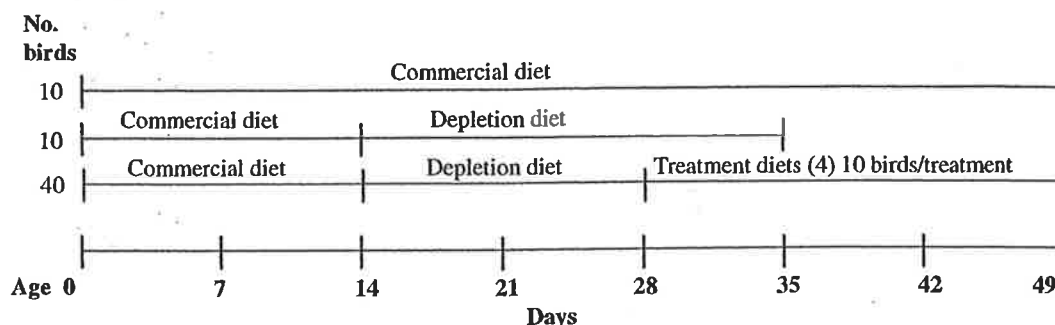 No.
birds
Commercial diet
10
Commercial diet Depletion diet
10
Commercial diet Depletion diet Treatment diets (4) 10 birds/treatment
40
Age 0 7 14 21 28 35 42 49
Days